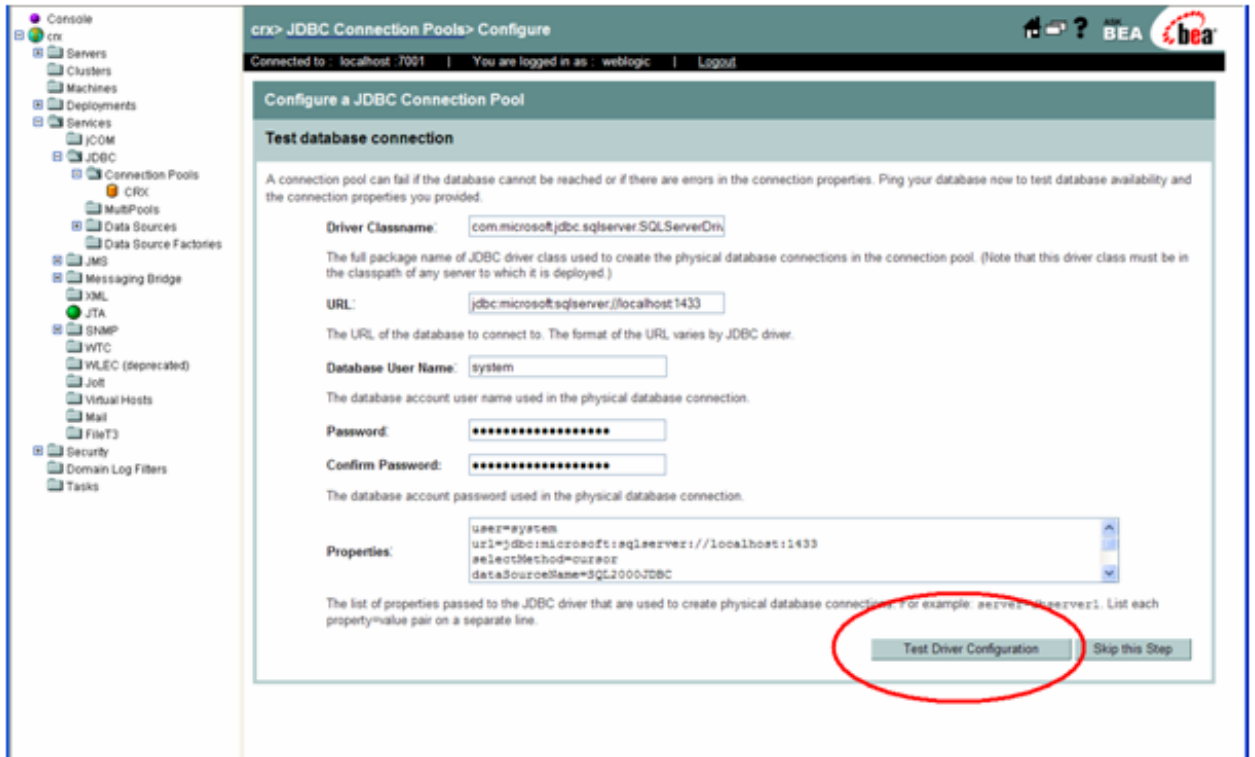 Console
crx
Servers
Clusters
Machines
Deployments
Services
jCOM
JDBC
Connection Pools
CRX
MultiPools
Data Sources
Data Source Factories
JMS
Messaging Bridge
XML
JTA
SNMP
WTC
WLEC (deprecated)
Jolt
Virtual Hosts
Mail
FileT3
Security
Domain Log Filters
Tasks
crx> JDBC Connection Pools> Configure
? ASK BEA bea
Connected to : localhost :7001 | You are logged in as : weblogic | Logout
Configure a JDBC Connection Pool
Test database connection
A connection pool can fail if the database cannot be reached or if there are errors in the connection properties. Ping your database now to test database availability and
the connection properties you provided.
Driver Classname: com.microsoft.jdbc.sqlserver.SQLServerDriv
The full package name of JDBC driver class used to create the physical database connections in the connection pool. (Note that this driver class must be in
the classpath of any server to which it is deployed.)
URL: jdbc:microsoft:sqlserver://localhost:1433
The URL of the database to connect to. The format of the URL varies by JDBC driver.
Database User Name: system
The database account user name used in the physical database connection.
Password: ••••••••••••••••••
Confirm Password: ••••••••••••••••••
The database account password used in the physical database connection.
Properties:
user=system
url=jdbc:microsoft:sqlserver://localhost:1433
selectMethod=cursor
dataSourceName=SQL2000JDBC
The list of properties passed to the JDBC driver that are used to create physical database connections. For example: List each
property=value pair on a separate line.
Test Driver Configuration Skip this Step